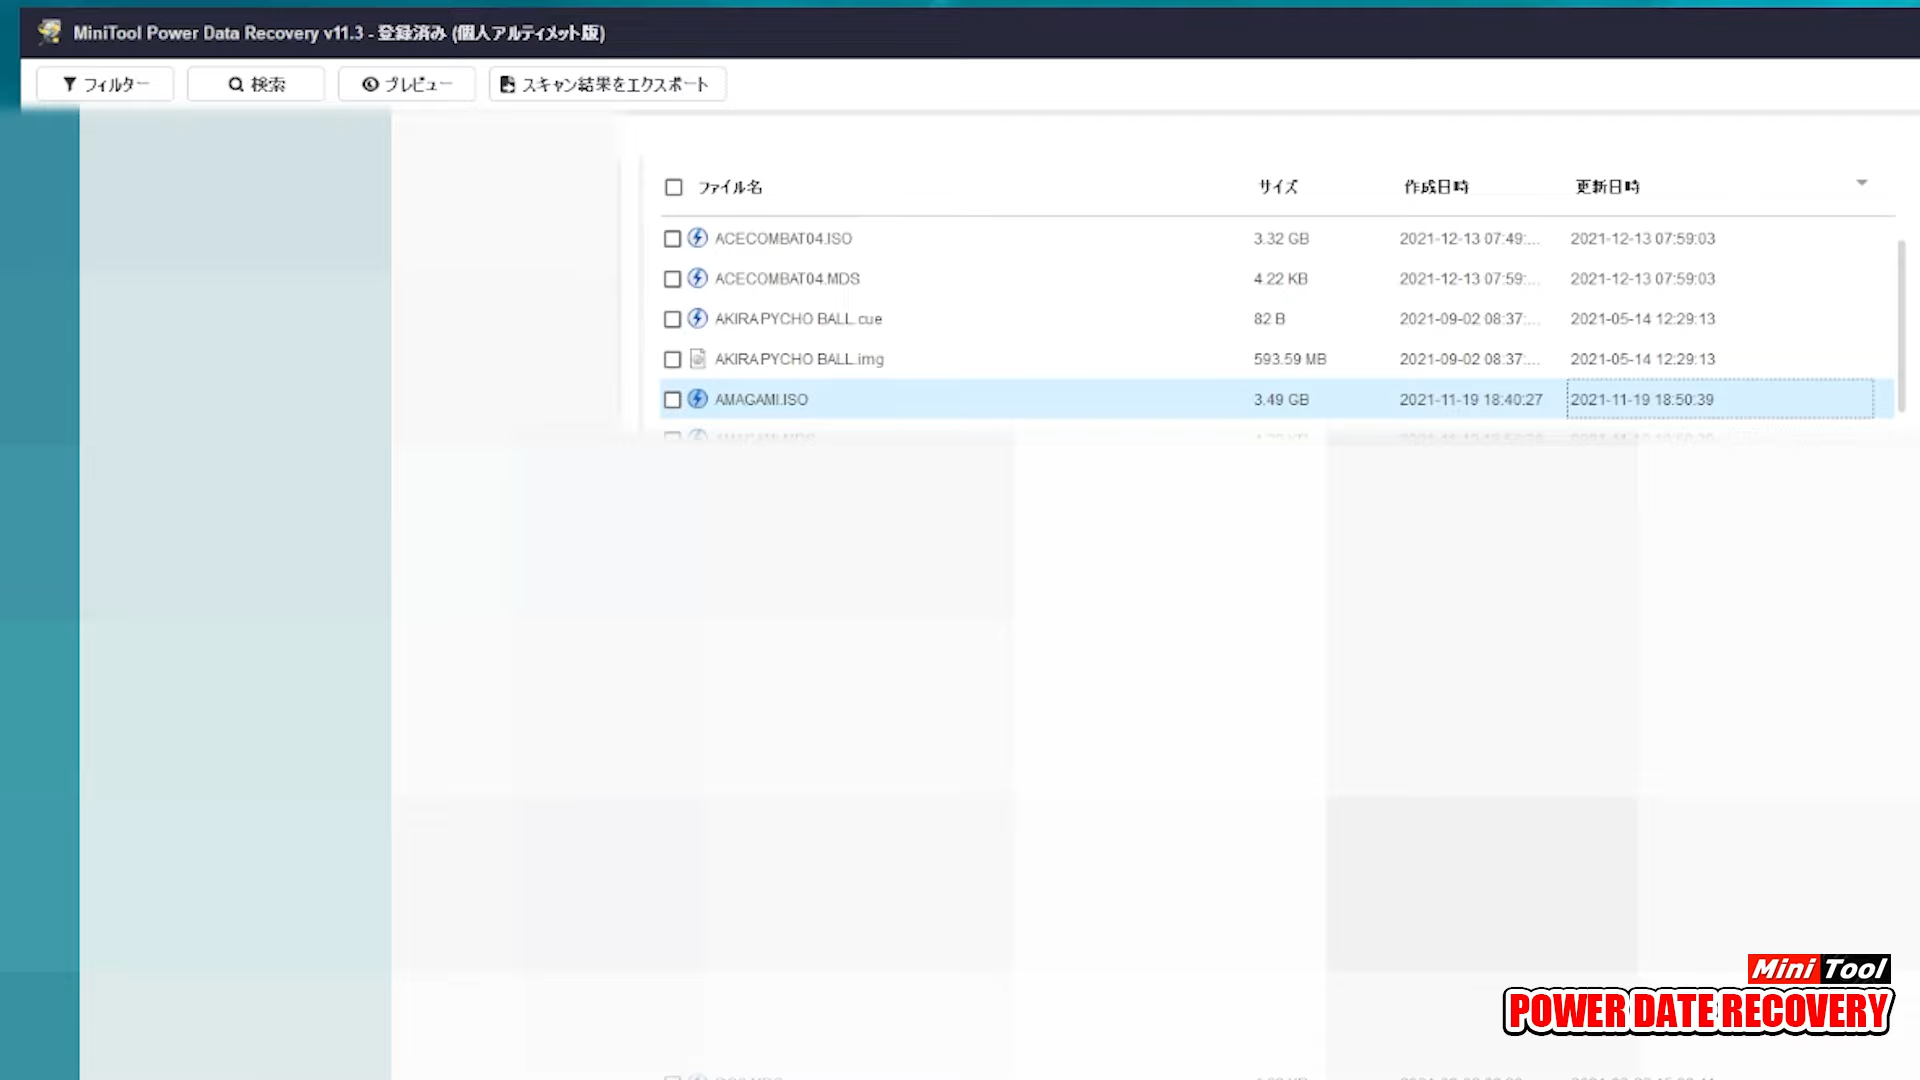 MiniTool Power Data Recovery v11.3 - 登録済み (個人アルティメット版)
フィルター 検索 プレビュー スキャン結果をエクスポート
ファイル名 サイズ 作成日時 更新日時
ACECOMBAT04.ISO 3.32 GB 2021-12-13 07:49:... 2021-12-13 07:59:03
ACECOMBAT04.MDS 4.22 KB 2021-12-13 07:59:... 2021-12-13 07:59:03
AKIRA PYCHO BALL.cue 82 B 2021-09-02 08:37:... 2021-05-14 12:29:13
AKIRA PYCHO BALL.img 593.59 MB 2021-09-02 08:37:... 2021-05-14 12:29:13
AMAGAMI.ISO 3.49 GB 2021-11-19 18:40:27 2021-11-19 18:50:39
Mini Tool
POWER DATE RECOVERY